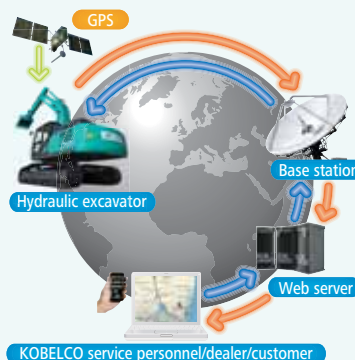 GPS
Hydraulic excavator
Base station
Web server
KOBELCO service personnel/dealer/customer